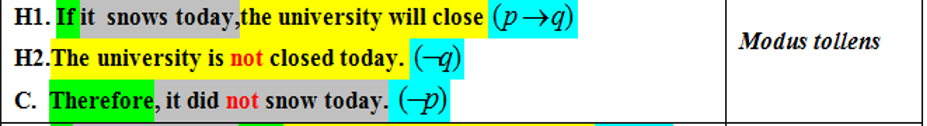 H1. If it snows today,the university will close (p→q)
H2.The university is not closed today. (¬q)
Modus tollens
C. Therefore, it did not snow today. (¬p)